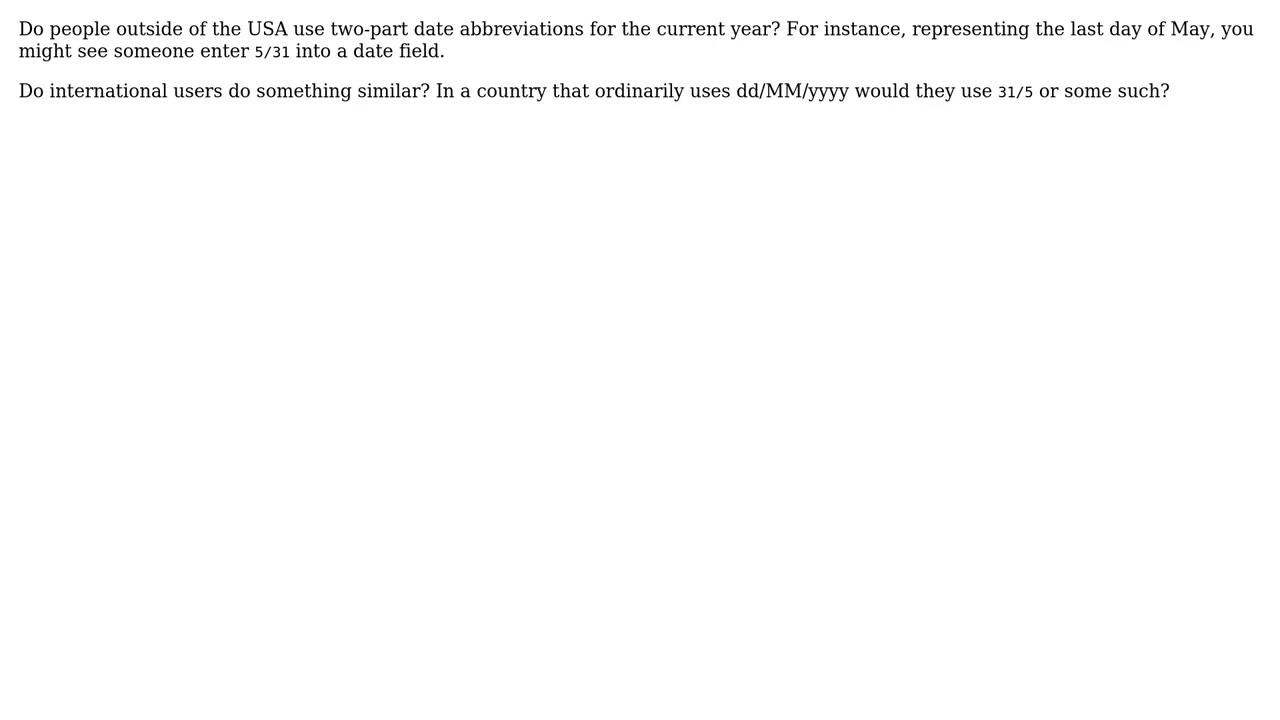 Do people outside of the USA use two-part date abbreviations for the current year? For instance, representing the last day of May, you
might see someone enter 5/31 into a date field.
Do international users do something similar? In a country that ordinarily uses dd/MM/yyyy would they use 31/5 or some such?